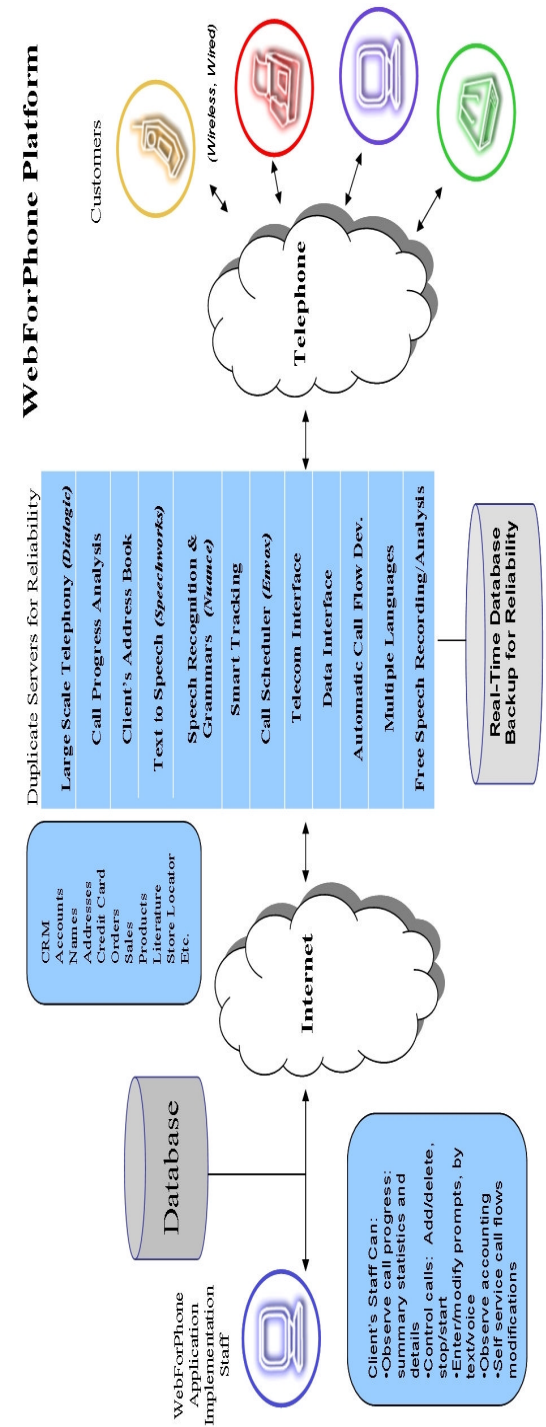 WebForPhone Platform
Customers
(Wireless, Wired)
Telephone
Duplicate Servers for Reliability
Large Scale Telephony (Dialogic)
Call Progress Analysis
Client's Address Book
Text to Speech (Speechworks)
Speech Recognition &
Grammars (Nuance)
Smart Tracking
Call Scheduler (Envox)
Telecom Interface
Data Interface
Automatic Call Flow Dev.
Multiple Languages
Free Speech Recording/Analysis
Real-Time Database
Backup for Reliability
CRM
Accounts
Names
Addresses
Credit Card
Orders
Sales
Products
Literature
Store Locator
Etc.
Internet
Database
WebForPhone
Application
Implementation
Staff
Client's Staff Can:
•Observe call progress:
summary statistics and
details
•Control calls: Add/delete,
stop/start
•Enter/modify prompts, by
text/voice
•Observe accounting
•Self service call flows
modifications